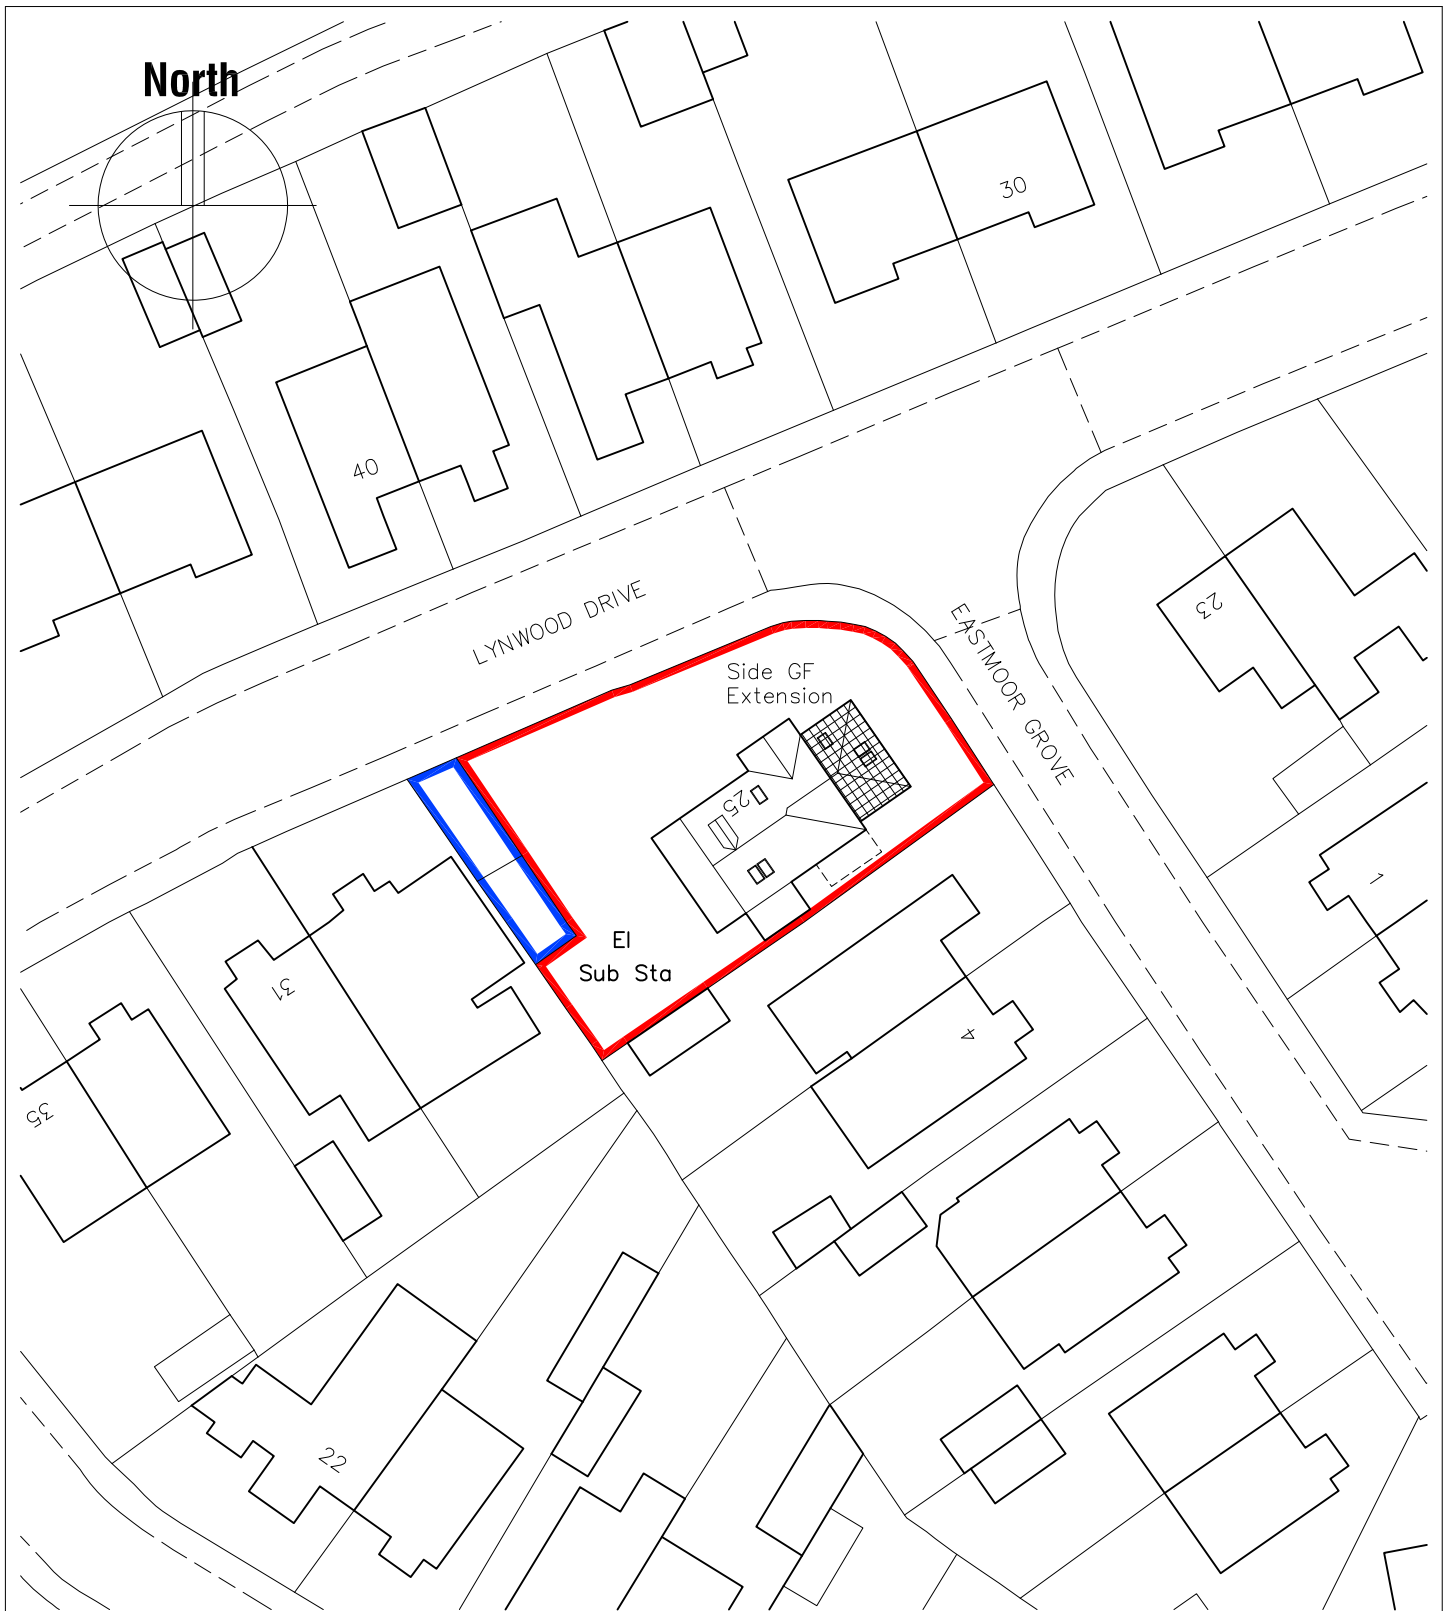 North
30
40
LYNWOOD DRIVE
EASTMOOR GROVE
23
Side GF
Extension
25
1
El
Sub Sta
31
4
35
22